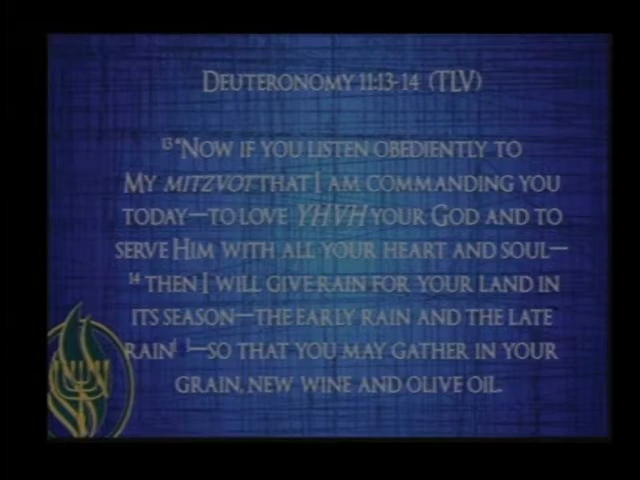 DEUTERONOMY 11:13-14 (TLV)
13 "NOW IF YOU LISTEN OBEDIENTLY TO
MY MITZVOT THAT I AM COMMANDING YOU
TODAY—TO LOVE YHVH YOUR GOD AND TO
SERVE HIM WITH ALL YOUR HEART AND SOUL—
14 THEN I WILL GIVE RAIN FOR YOUR LAND IN
ITS SEASON—THE EARLY RAIN AND THE LATE
RAIN—SO THAT YOU MAY GATHER IN YOUR
GRAIN, NEW WINE AND OLIVE OIL.